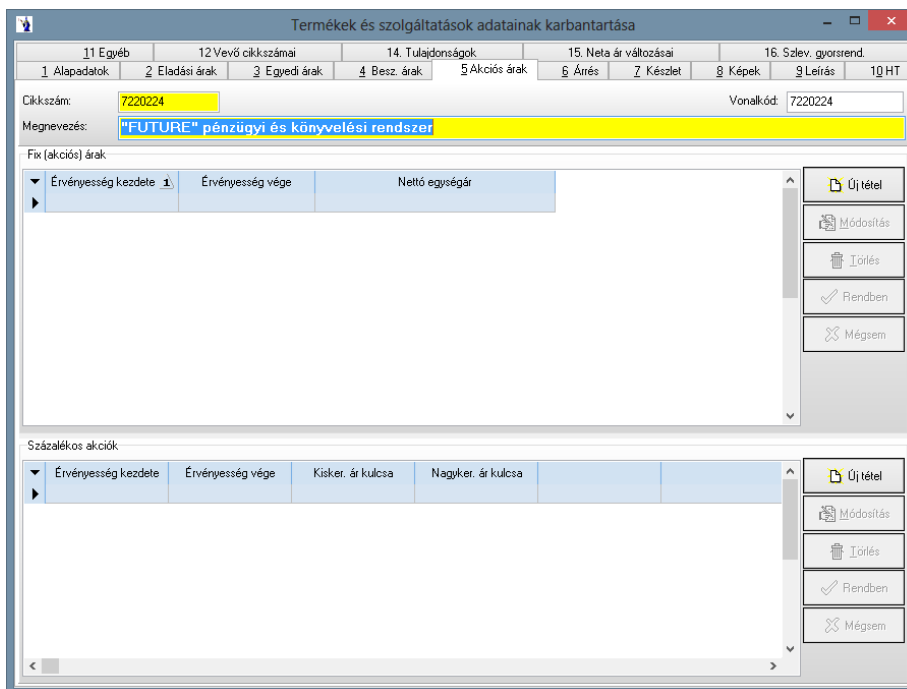 Termékek és szolgáltatások adatainak karbantartása
11 Egyéb 12 Vevő cikkszámai 14. Tulajdonságok 15. Neta ár változásai 16. Szlev. gyorsrend.
1 Alapadatok 2 Eladási árak 3 Egyedi árak 4 Besz. árak 5 Akciós árak 6 Árrés 7 Készlet 8 Képek 9 Leírás 10 HT
Cikkszám: 7220224 Vonalkód: 7220224
Megnevezés: "FUTURE" pénzügyi és könyvelési rendszer
Fix (akciós) árak
Érvényesség kezdete 1 Érvényesség vége Nettó egységár
Új tétel
Módosítás
Törlés
Rendben
Mégsem
Százalékos akciók
Érvényesség kezdete Érvényesség vége Kisker. ár kulcsa Nagyker. ár kulcsa
Új tétel
Módosítás
Törlés
Rendben
Mégsem